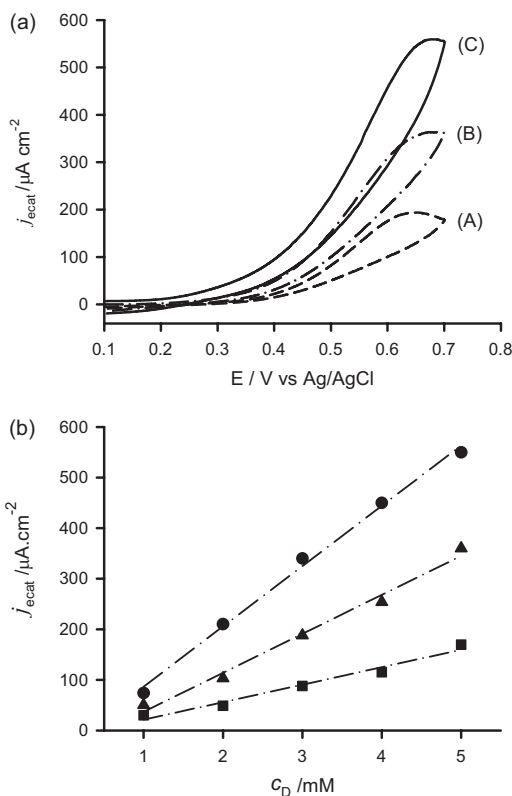 (a)
600
500
400
300
200
100
0
j_ecat /µA cm⁻²
(C)
(B)
(A)
0.1 0.2 0.3 0.4 0.5 0.6 0.7 0.8
E / V vs Ag/AgCl
(b)
600
500
400
300
200
100
0
j_ecat /µA.cm⁻²
1 2 3 4 5
c_D /mM